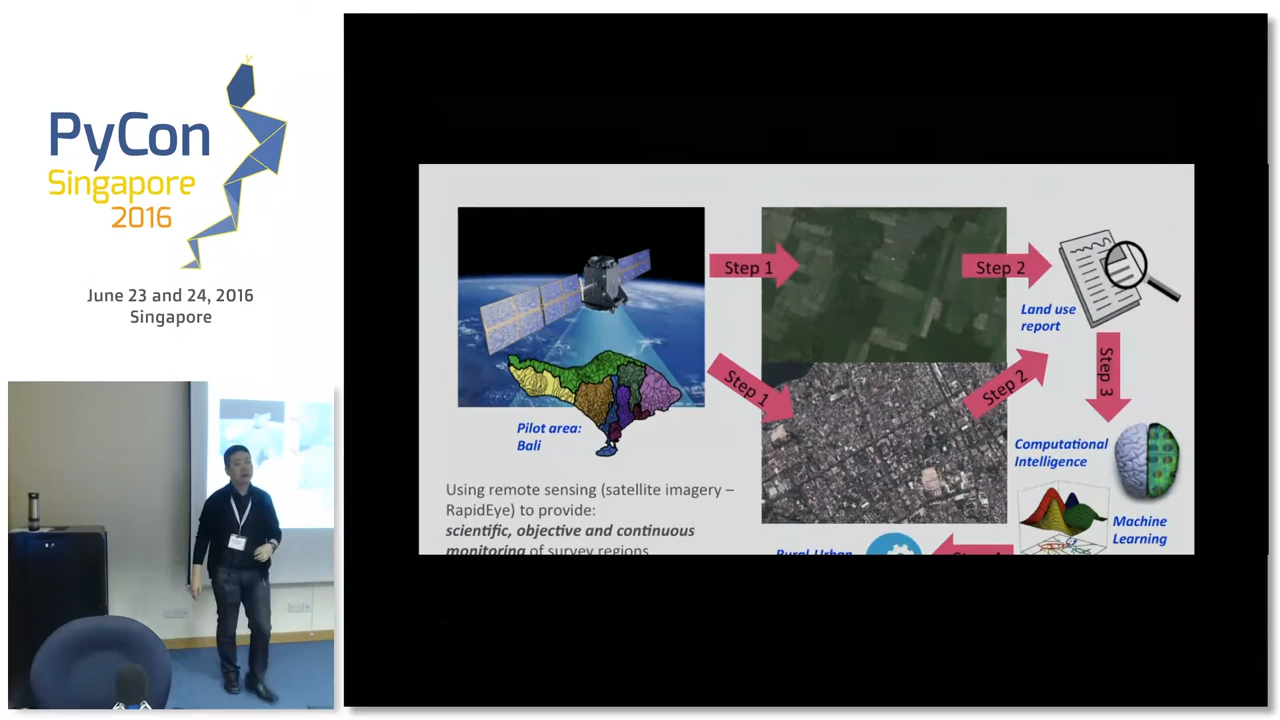 PyCon
Singapore
2016
June 23 and 24, 2016
Singapore
Step 1
Step 2
Land use
report
Step 1
Step 2
Step 3
Pilot area:
Bali
Computational
Intelligence
Machine
Learning
Using remote sensing (satellite imagery –
RapidEye) to provide:
scientific, objective and continuous
monitoring of survey regions
Rural-Urban